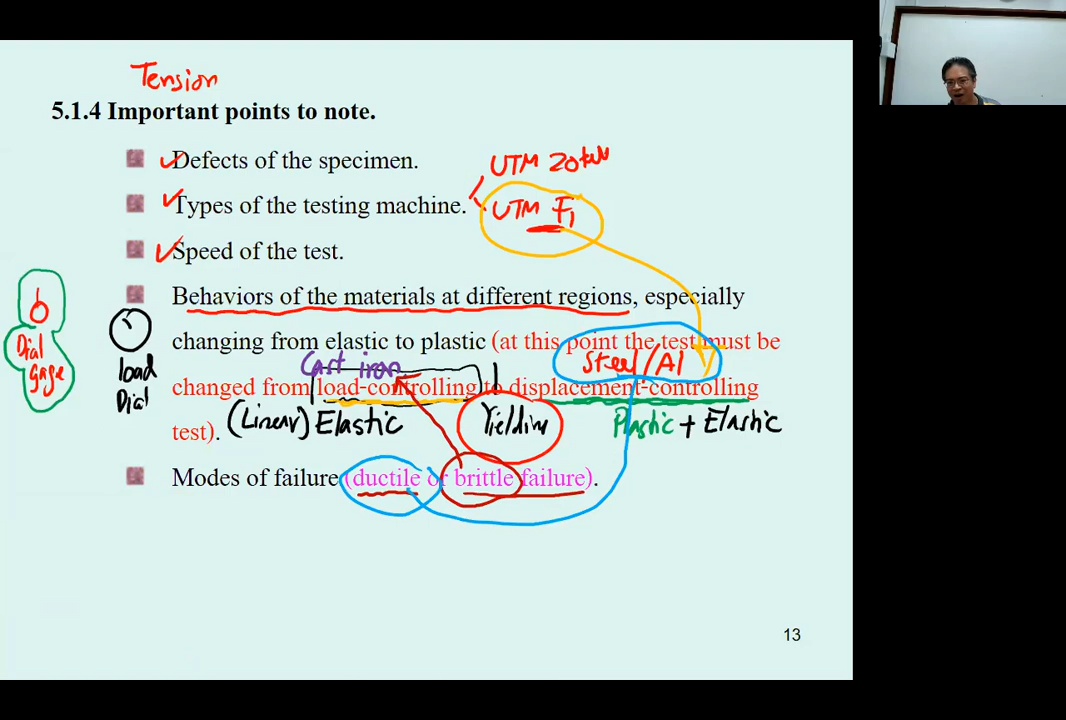 Tension
5.1.4 Important points to note.
Defects of the specimen.
UTM 20
Types of the testing machine.
UTM F1
Speed of the test.
Behaviors of the materials at different regions, especially
changing from elastic to plastic (at this point the test must be
Dial
Gage
load
Dial
Cast iron
Steel/Al
changed from load-controlling to displacement-controlling
(Linear) Elastic
Yielding
Plastic + Elastic
test).
Modes of failure (ductile or brittle failure).
13